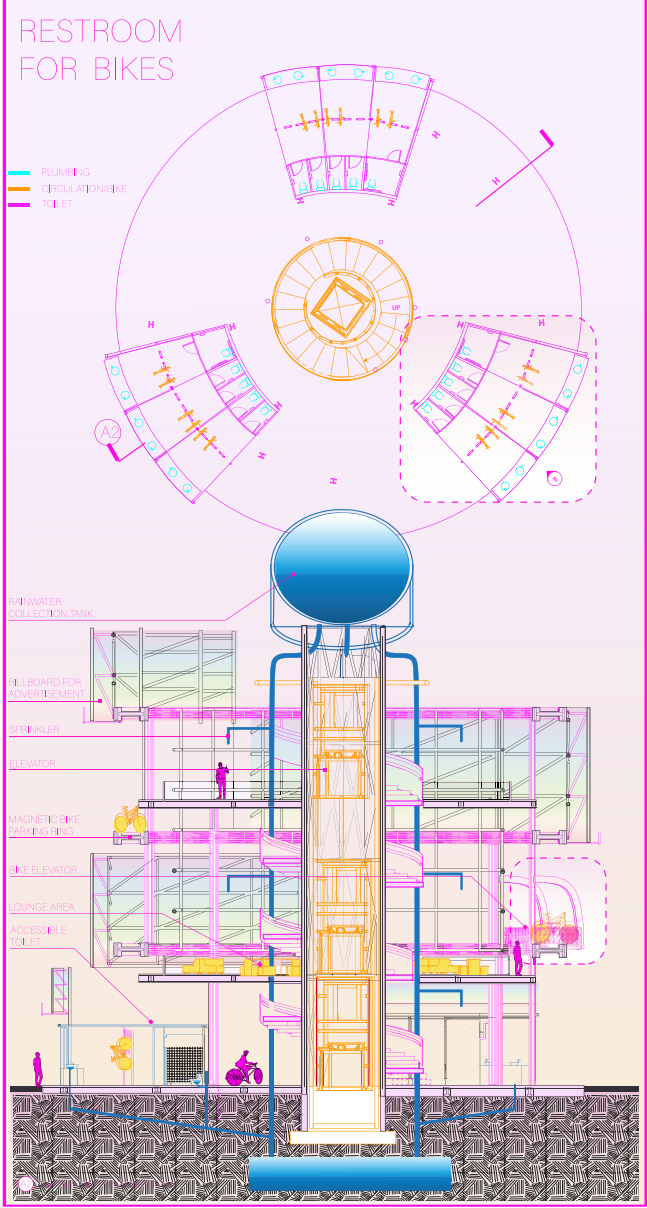 RESTROOM
FOR BIKES
PLUMBING
CIRCULATION/BIKE
TOILET
H
H
H
H
UP
H
H
H
H
H
A2
H
H
H
B
RAINWATER
COLLECTION TANK
BILLBOARD FOR
ADVERTISEMENT
SPRINKLER
ELEVATOR
MAGNETIC BIKE
PARKING RING
BIKE ELEVATOR
LOUNGE AREA
ACCESSIBLE
TOILET